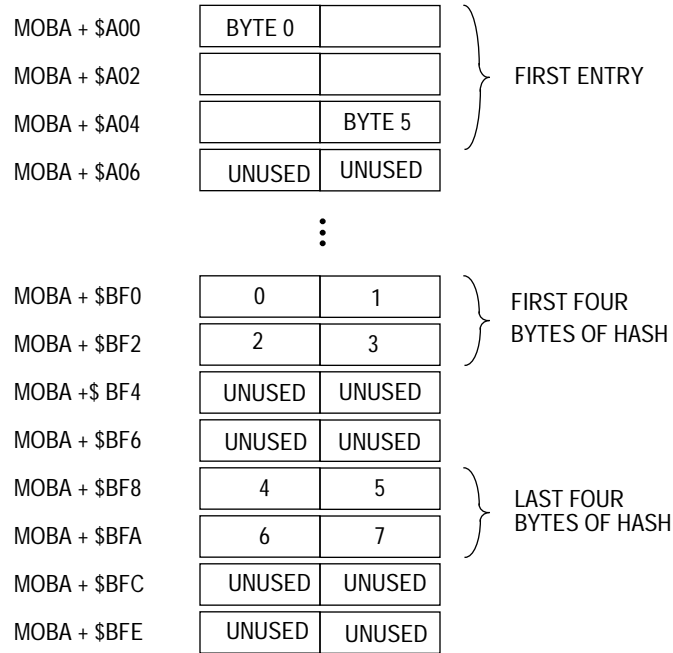 MOBA + $A00 BYTE 0
MOBA + $A02 FIRST ENTRY
MOBA + $A04 BYTE 5
MOBA + $A06 UNUSED UNUSED
MOBA + $BF0 0 1 FIRST FOUR
MOBA + $BF2 2 3 BYTES OF HASH
MOBA +$ BF4 UNUSED UNUSED
MOBA + $BF6 UNUSED UNUSED
MOBA + $BF8 4 5 LAST FOUR
MOBA + $BFA 6 7 BYTES OF HASH
MOBA + $BFC UNUSED UNUSED
MOBA + $BFE UNUSED UNUSED